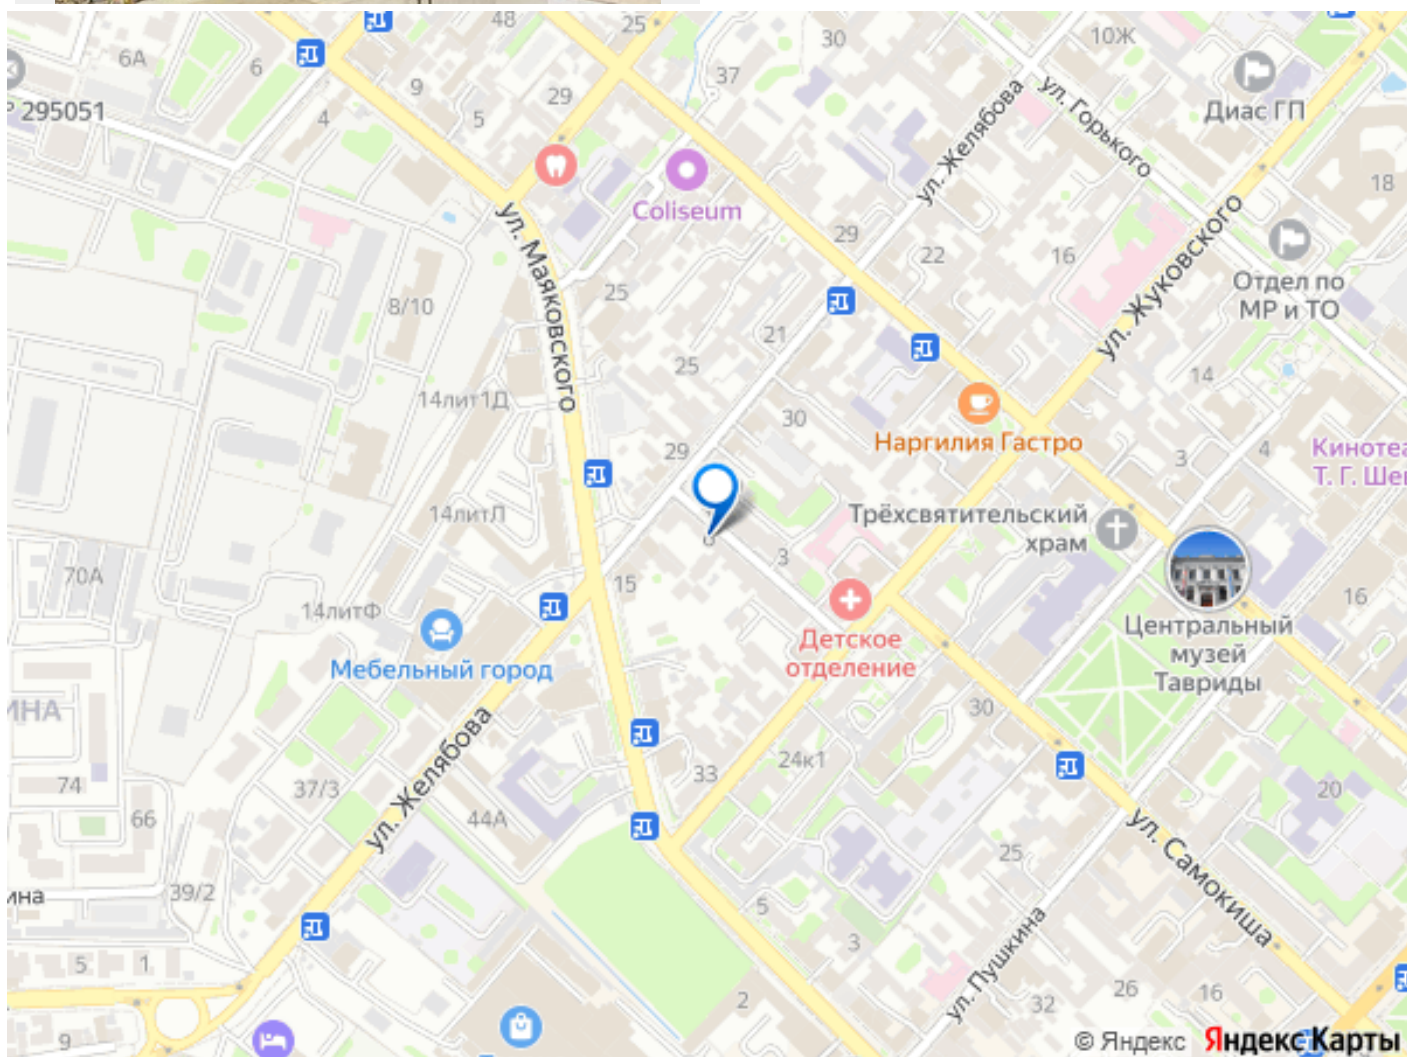 48
25
30
10Ж
6А
6
37
9
29
Диас ГП
295051
4
5
ул. Желябова
ул. Горького
18
Coliseum
ул. Маяковского
29
22
16
ул. Жуковского
Отдел по
МР и ТО
8/10
25
21
25
14
14лит1Д
30
Наргилия Гастро
29
3
4
Кинотеа
Т. Г. Шев
14литЛ
Трёхсвятительский
храм
3
70А
15
14литФ
16
Детское
отделение
Центральный
музей
Тавриды
Мебельный город
ИНА
30
ул. Желябова
74
37/3
33
24к1
20
66
44А
ул. Самокиша
25
ина
39/2
5
3
ул. Пушкина
5
1
2
32
26
16
9
© Яндекс Яндекс Карты